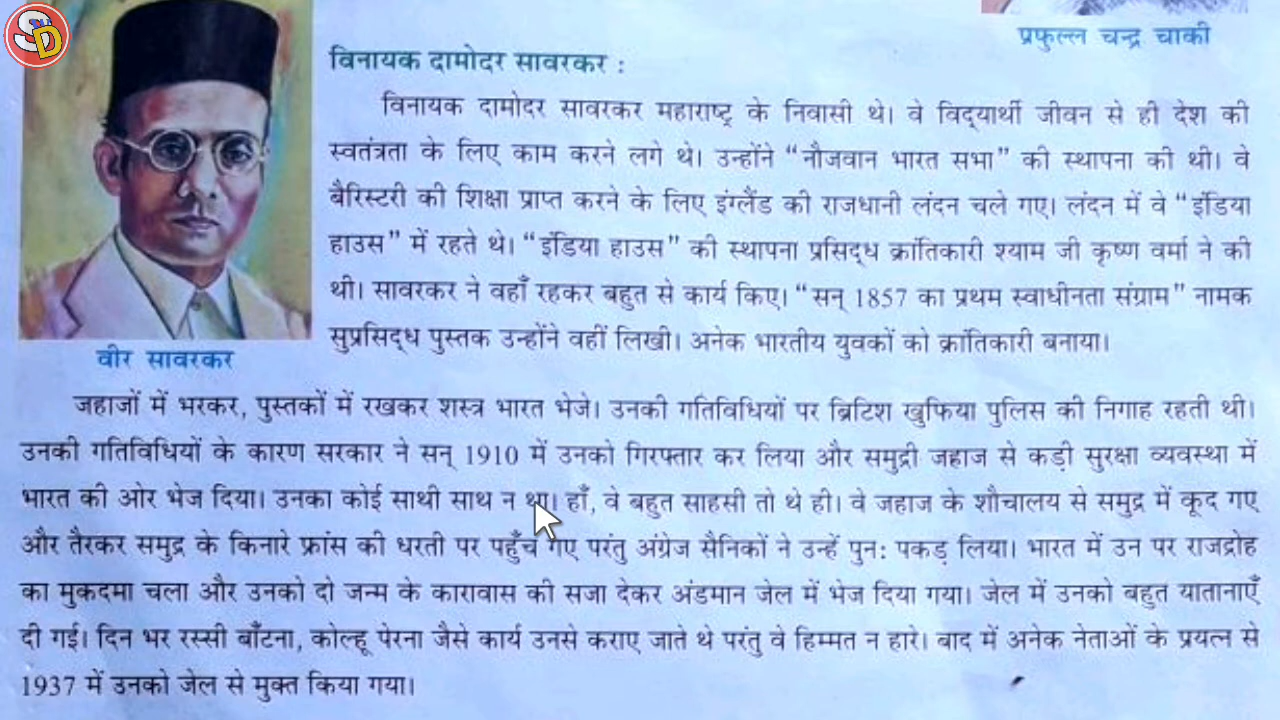 SD
प्रफुल्ल चन्द्र चाकी
विनायक दामोदर सावरकर :
विनायक दामोदर सावरकर महाराष्ट्र के निवासी थे। वे विद्यार्थी जीवन से ही देश की
स्वतंत्रता के लिए काम करने लगे थे। उन्होंने “नौजवान भारत सभा” की स्थापना की थी। वे
बैरिस्टरी की शिक्षा प्राप्त करने के लिए इंग्लैंड की राजधानी लंदन चले गए। लंदन में वे “इंडिया
हाउस” में रहते थे। “इंडिया हाउस” की स्थापना प्रसिद्ध क्रांतिकारी श्याम जी कृष्ण वर्मा ने की
थी। सावरकर ने वहाँ रहकर बहुत से कार्य किए। “सन् 1857 का प्रथम स्वाधीनता संग्राम” नामक
सुप्रसिद्ध पुस्तक उन्होंने वहीं लिखी। अनेक भारतीय युवकों को क्रांतिकारी बनाया।
वीर सावरकर
जहाजों में भरकर, पुस्तकों में रखकर शस्त्र भारत भेजे। उनकी गतिविधियों पर ब्रिटिश खुफिया पुलिस की निगाह रहती थी।
उनकी गतिविधियों के कारण सरकार ने सन् 1910 में उनको गिरफ्तार कर लिया और समुद्री जहाज से कड़ी सुरक्षा व्यवस्था में
भारत की ओर भेज दिया। उनका कोई साथी साथ न था। हाँ, वे बहुत साहसी तो थे ही। वे जहाज के शौचालय से समुद्र में कूद गए
और तैरकर समुद्र के किनारे फ्रांस की धरती पर पहुँच गए परंतु अंग्रेज सैनिकों ने उन्हें पुन: पकड़ लिया। भारत में उन पर राजद्रोह
का मुकदमा चला और उनको दो जन्म के कारावास की सजा देकर अंडमान जेल में भेज दिया गया। जेल में उनको बहुत यातानाएँ
दी गई। दिन भर रस्सी बाँटना, कोल्हू पेरना जैसे कार्य उनसे कराए जाते थे परंतु वे हिम्मत न हारे। बाद में अनेक नेताओं के प्रयत्न से
1937 में उनको जेल से मुक्त किया गया।